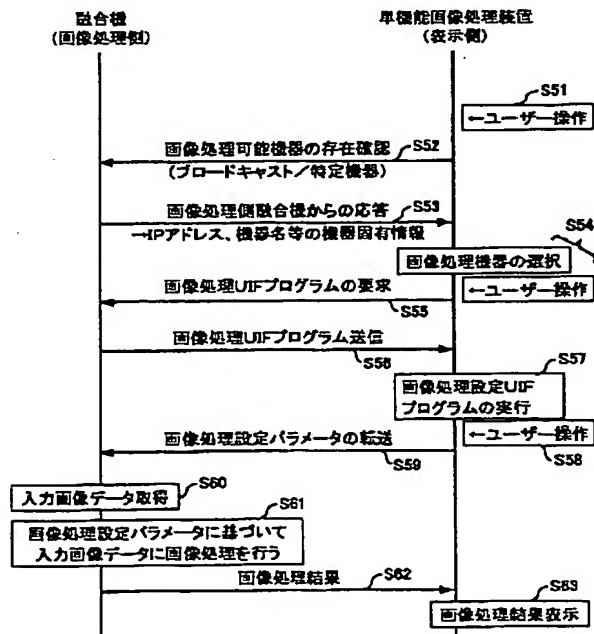 融合機
(画像処理側)
単機能画像処理装置
(表示側)
S51
←ユーザー操作
画像処理可能機器の存在確認
S52
(ブロードキャスト/特定機器)
画像処理側融合機からの応答
S53
→IPアドレス、機器名等の機器固有情報
S54
画像処理機器の選択
画像処理UIFプログラムの要求
←ユーザー操作
S55
画像処理UIFプログラム送信
S56
S57
画像処理設定UIF
プログラムの実行
画像処理設定パラメータの転送
←ユーザー操作
S59
S58
入力画像データ取得
S60
S61
画像処理設定パラメータに基づいて
入力画像データに画像処理を行う
画像処理結果
S62
S63
画像処理結果表示